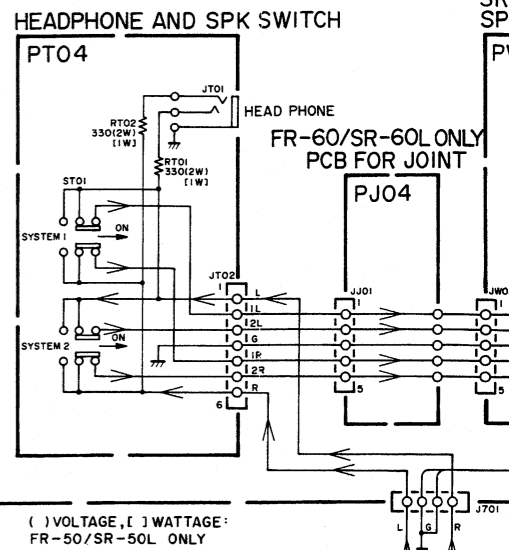 HEADPHONE AND SPK SWITCH
PT04
JT01
HEAD PHONE
RT02
330(2W)
[1W]
RT01
330(2W)
[1W]
FR-60/SR-60L ONLY
PCB FOR JOINT
PJ04
ST01
SYSTEM 1
ON
SYSTEM 2
ON
JT02
1
L
1L
2L
G
1R
2R
R
6
JJ01
1
5
1
5
J701
L
G
R
( )VOLTAGE,[ ]WATTAGE:
FR-50/SR-50L ONLY